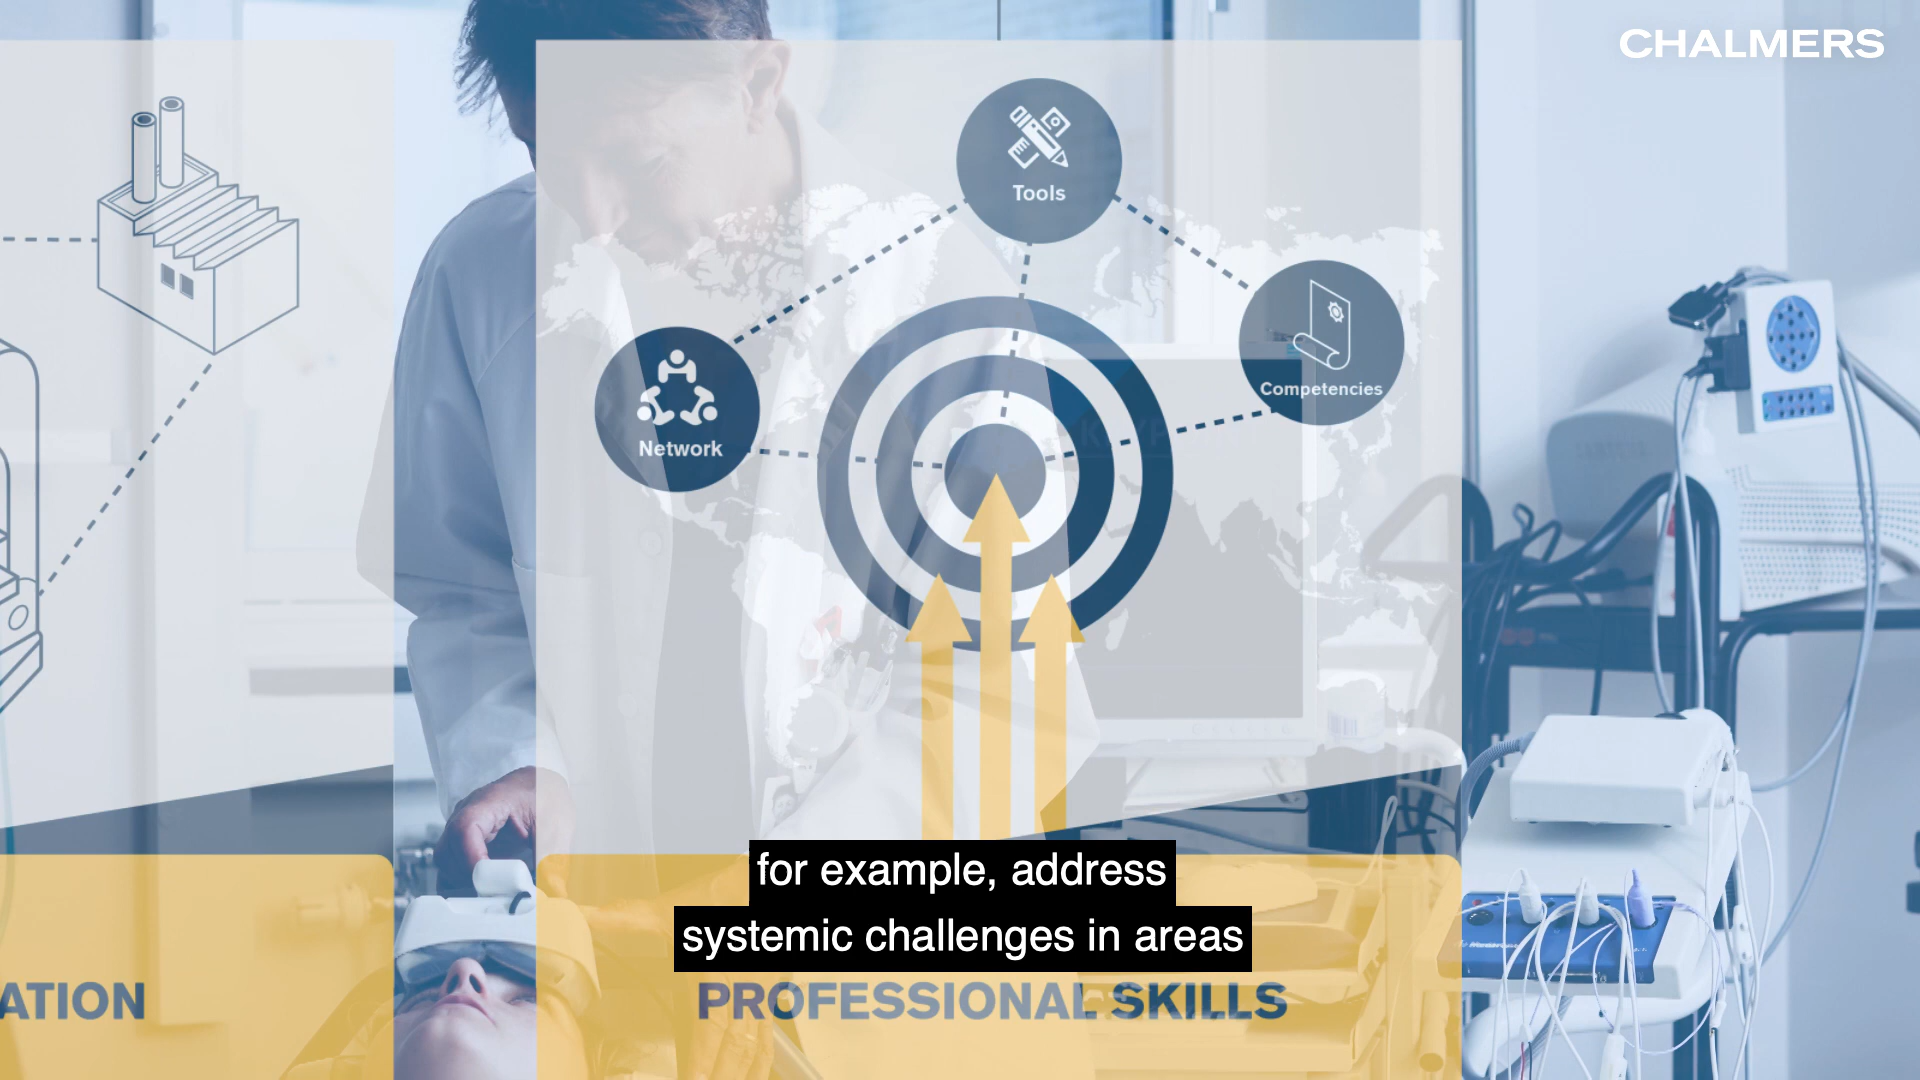 CHALMERS
Tools
Competencies
Network
for example, address
systemic challenges in areas
ATION
PROFESSIONAL SKILLS